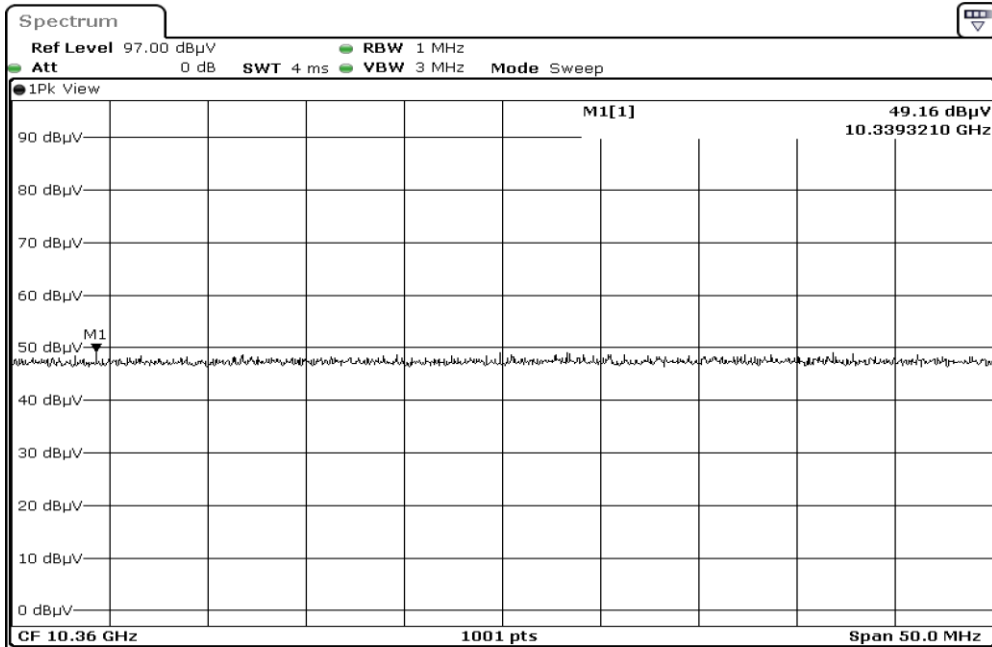 Spectrum
Ref Level 97.00 dBµV RBW 1 MHz
Att 0 dB SWT 4 ms VBW 3 MHz Mode Sweep
1Pk View
M1[1] 49.16 dBµV
10.3393210 GHz
90 dBµV
80 dBµV
70 dBµV
60 dBµV
M1
50 dBµV
40 dBµV
30 dBµV
20 dBµV
10 dBµV
0 dBµV
CF 10.36 GHz 1001 pts Span 50.0 MHz